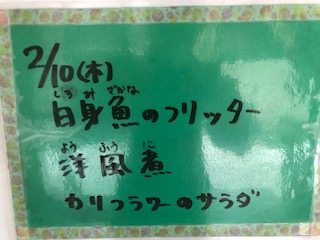 2/10(木)
しろ み ざかな
白身魚のフリッター
よう ふう に
洋風煮
カリフラワーのサラダ